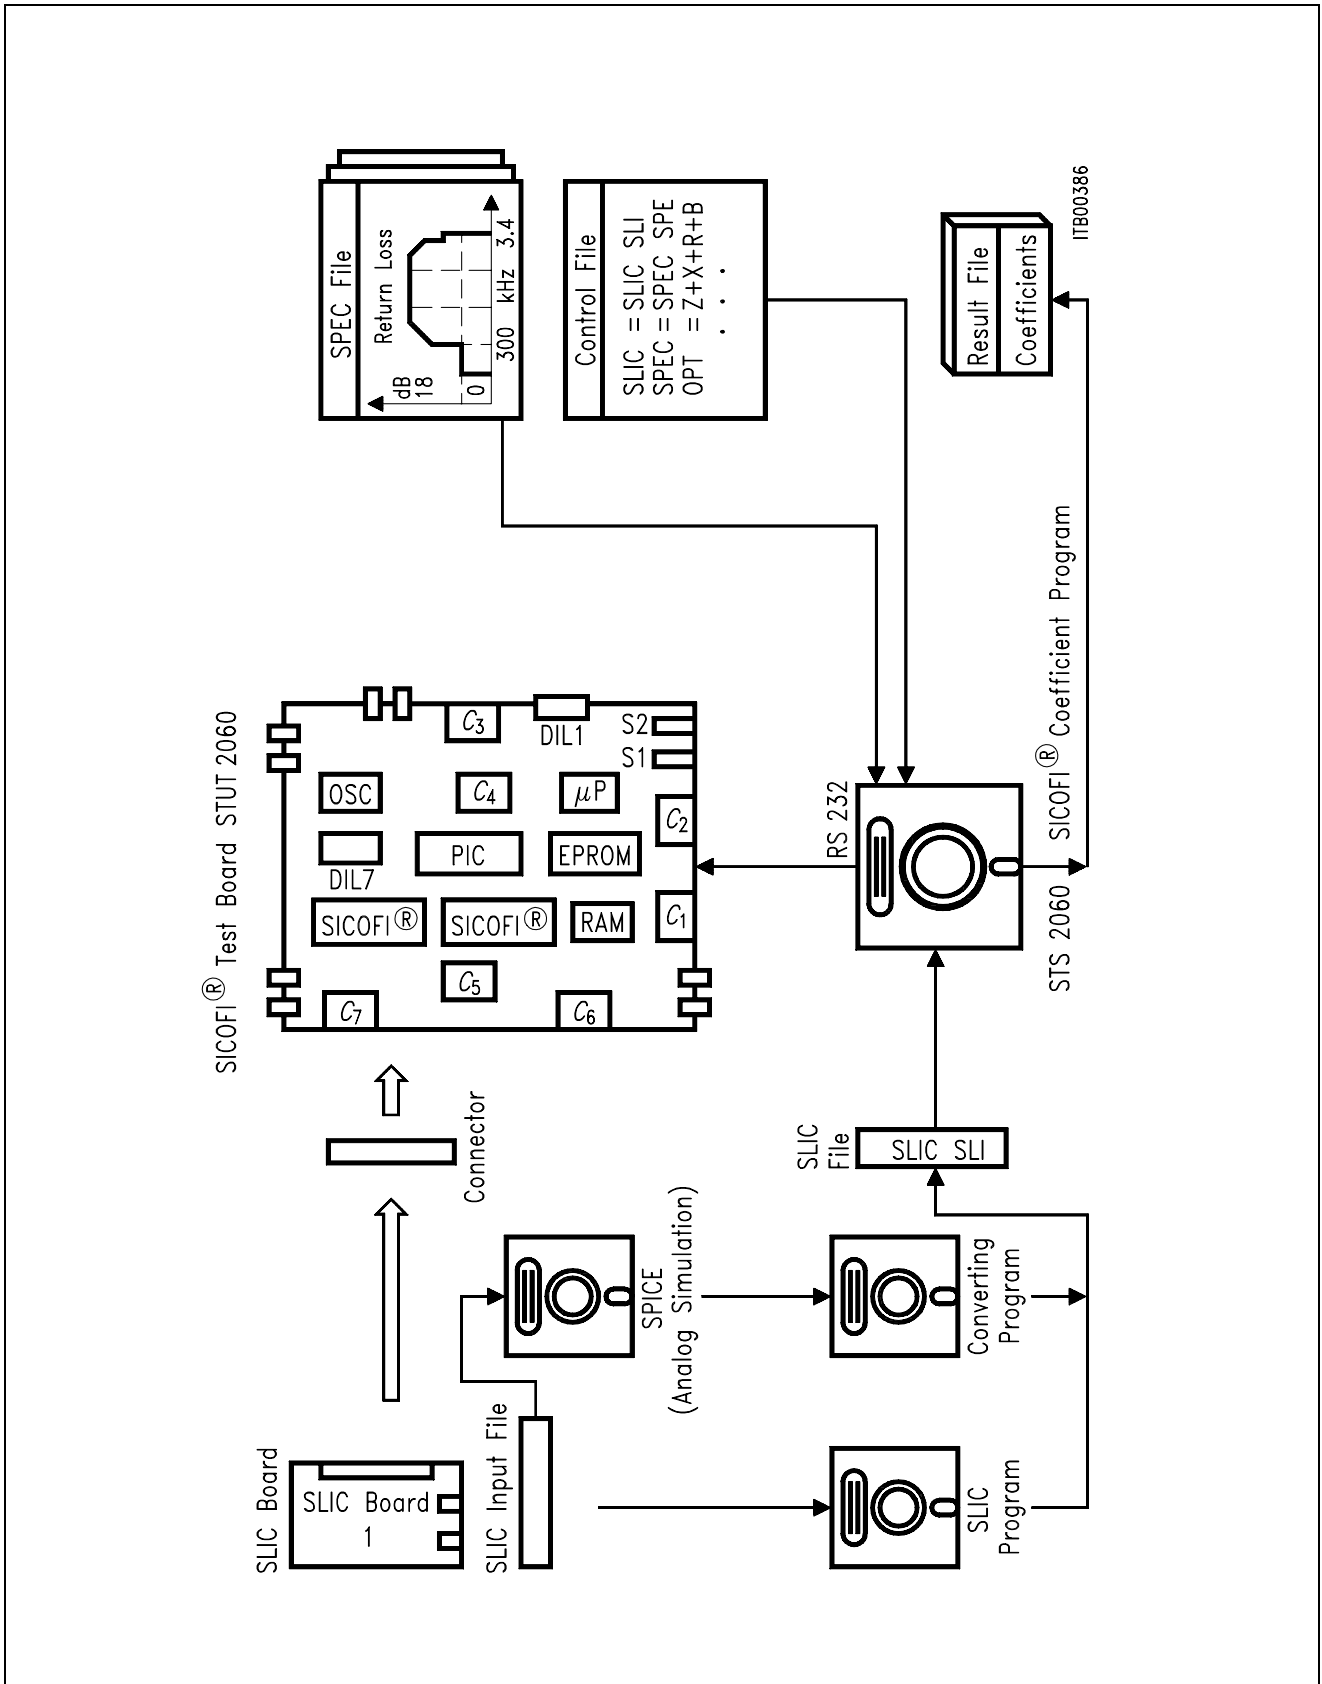 SPEC File
Return Loss
dB
18
0
300 kHz 3.4
Control File
SLIC = SLIC SLI
SPEC = SPEC SPE
OPT = Z+X+R+B
. . .
Result File
Coefficients
ITB00386
SICOFI® Test Board STUT 2060
OSC
C4
µP
C3
DIL1
S2
S1
DIL7
PIC
EPROM
C2
SICOFI®
SICOFI®
RAM
C1
C5
C7
C6
RS 232
STS 2060 SICOFI® Coefficient Program
Connector
SLIC
File
SLIC SLI
SPICE
(Analog Simulation)
Converting
Program
SLIC Board
SLIC Board
1
SLIC Input File
SLIC
Program